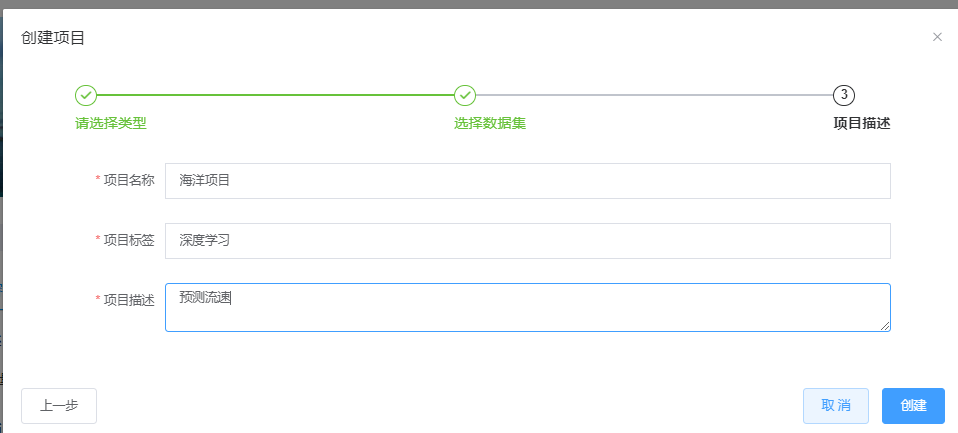 创建项目
3
请选择类型 选择数据集 项目描述
* 项目名称 海洋项目
* 项目标签 深度学习
* 项目描述 预测流速
上一步 取消 创建